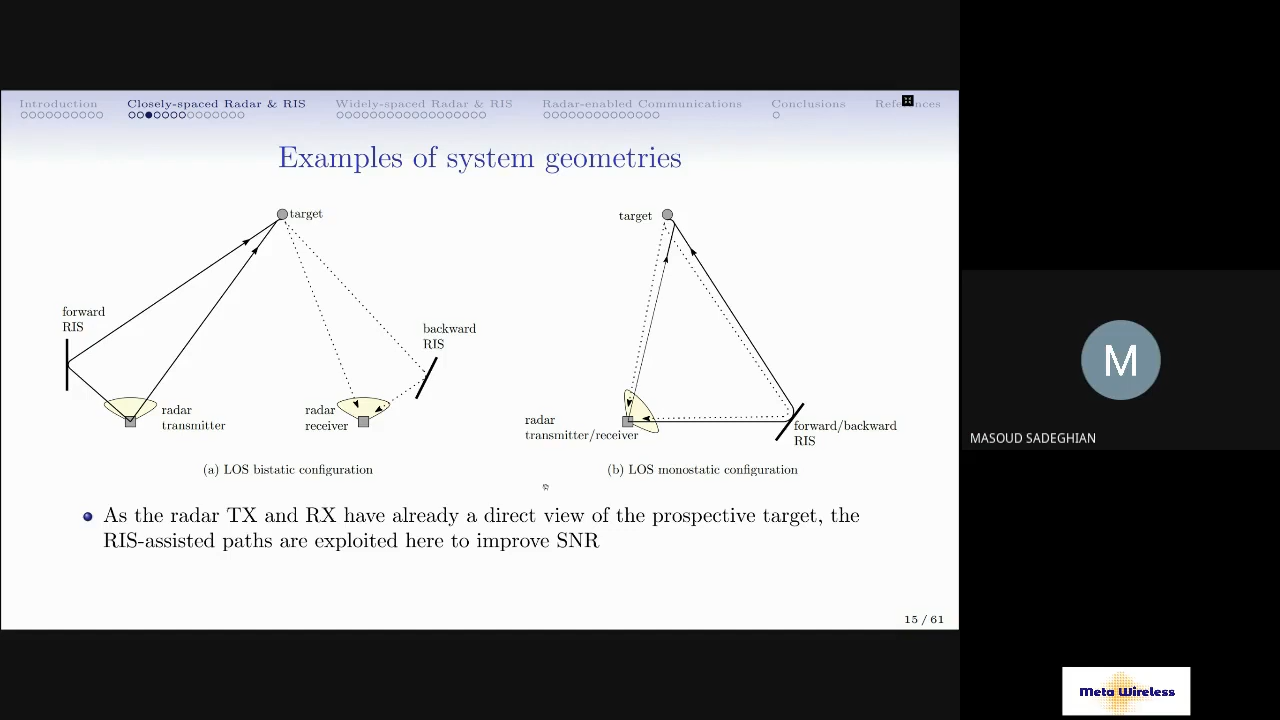 Introduction Closely-spaced Radar & RIS Widely-spaced Radar & RIS Radar-enabled Communications Conclusions
Examples of system geometries
target
forward
RIS
backward
RIS
radar
transmitter
radar
receiver
(a) LOS bistatic configuration
target
radar
transmitter/receiver
forward/backward
RIS
(b) LOS monostatic configuration
As the radar TX and RX have already a direct view of the prospective target, the
RIS-assisted paths are exploited here to improve SNR
15 / 61
M
MASOUD SADEGHIAN
Meta Wireless